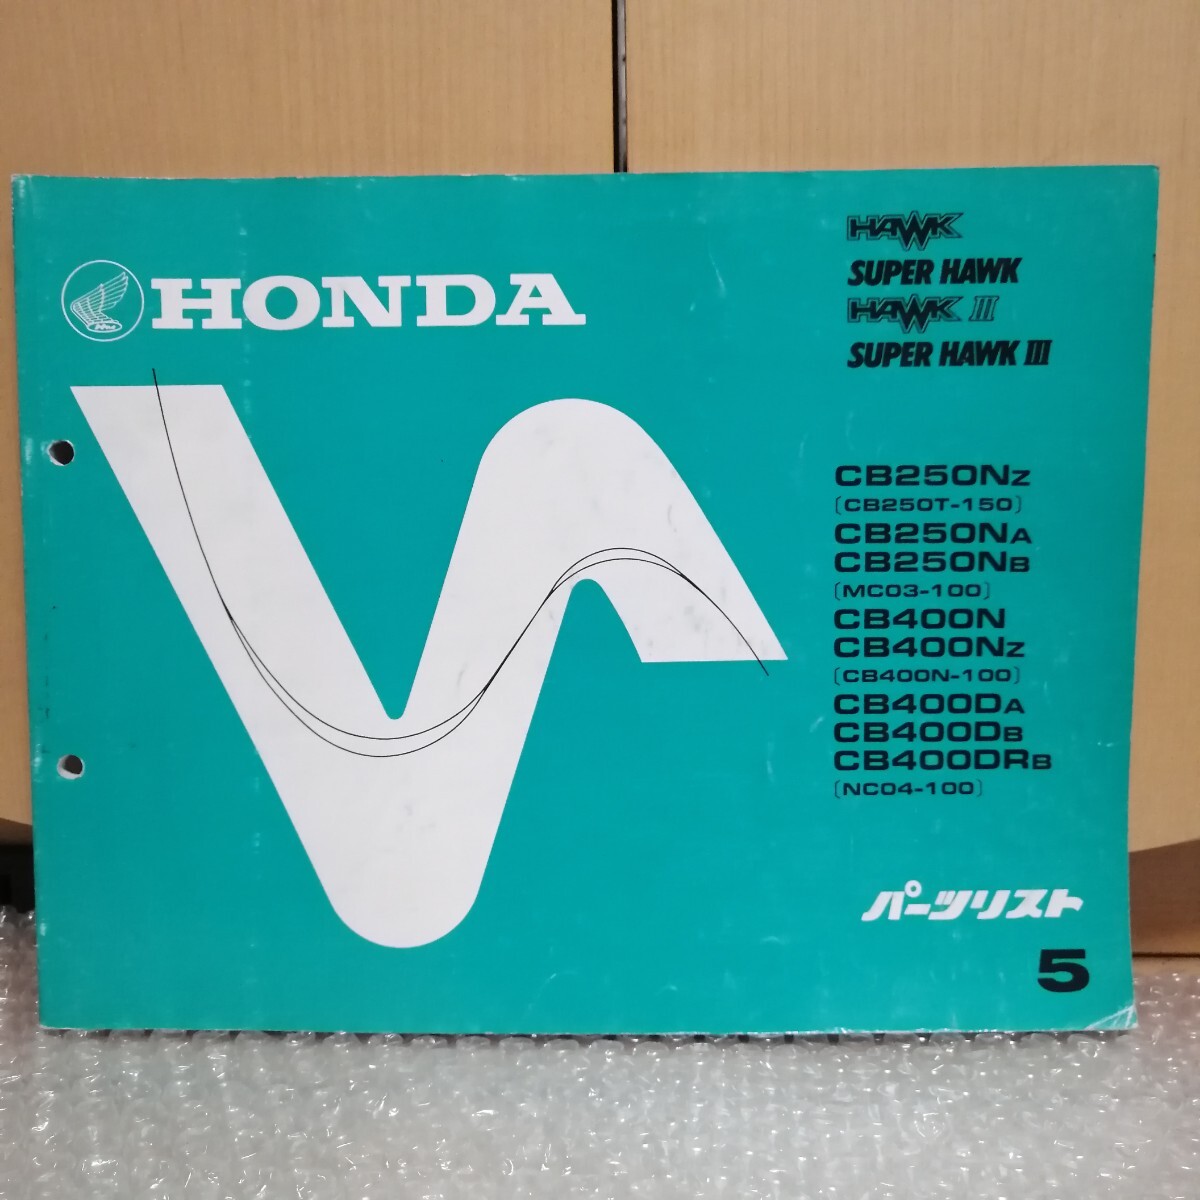 HONDA
HAWK
SUPER HAWK
HAWK II
SUPER HAWK III
CB250NZ
[CB250T-150]
CB250NA
CB250NB
[MC03-100]
CB400N
CB400NZ
[CB400N-100]
CB400DA
CB400DB
CB400DRB
[NC04-100]
パーツリスト
5